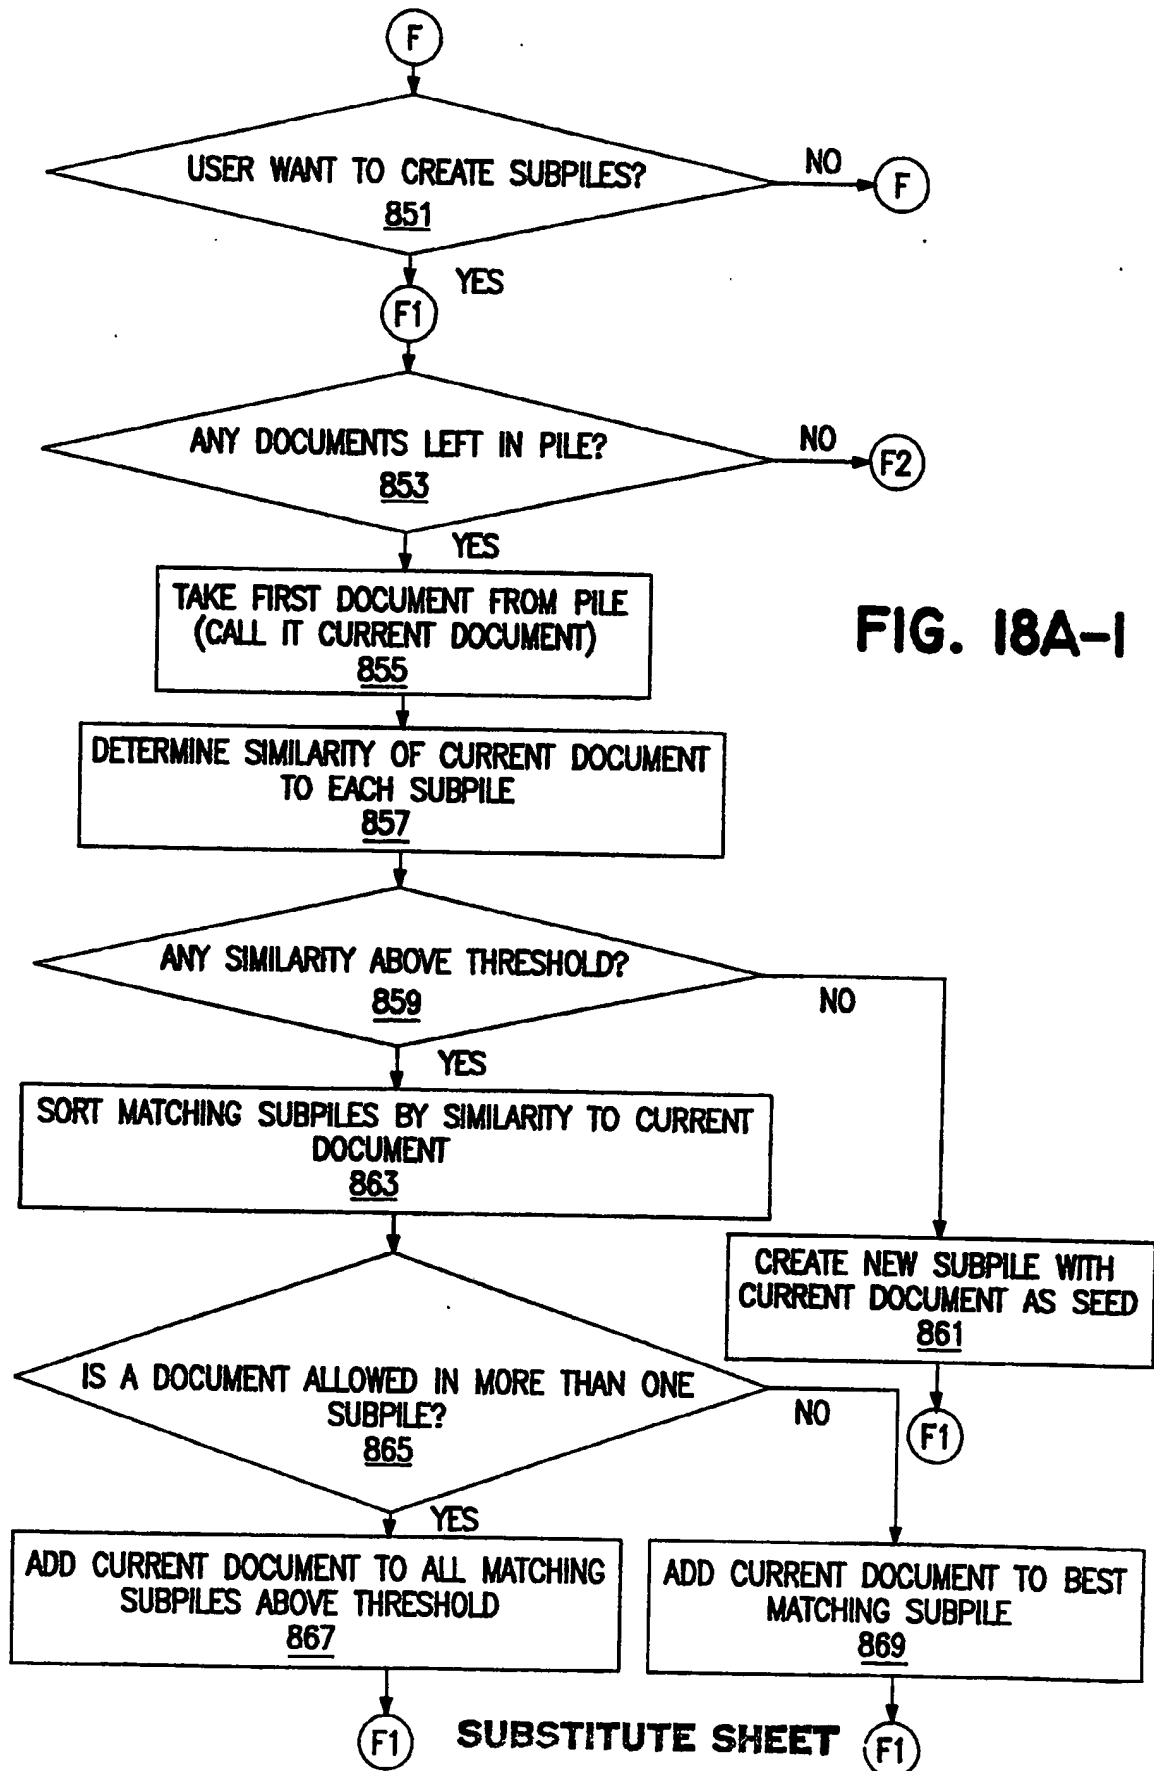 F
USER WANT TO CREATE SUBPILES?
851
NO
F
YES
F1
ANY DOCUMENTS LEFT IN PILE?
853
NO
F2
YES
TAKE FIRST DOCUMENT FROM PILE
(CALL IT CURRENT DOCUMENT)
855
FIG. 18A-1
DETERMINE SIMILARITY OF CURRENT DOCUMENT
TO EACH SUBPILE
857
ANY SIMILARITY ABOVE THRESHOLD?
859
NO
YES
SORT MATCHING SUBPILES BY SIMILARITY TO CURRENT
DOCUMENT
863
CREATE NEW SUBPILE WITH
CURRENT DOCUMENT AS SEED
861
F1
IS A DOCUMENT ALLOWED IN MORE THAN ONE
SUBPILE?
865
NO
YES
ADD CURRENT DOCUMENT TO ALL MATCHING
SUBPILES ABOVE THRESHOLD
867
ADD CURRENT DOCUMENT TO BEST
MATCHING SUBPILE
869
F1
SUBSTITUTE SHEET
F1